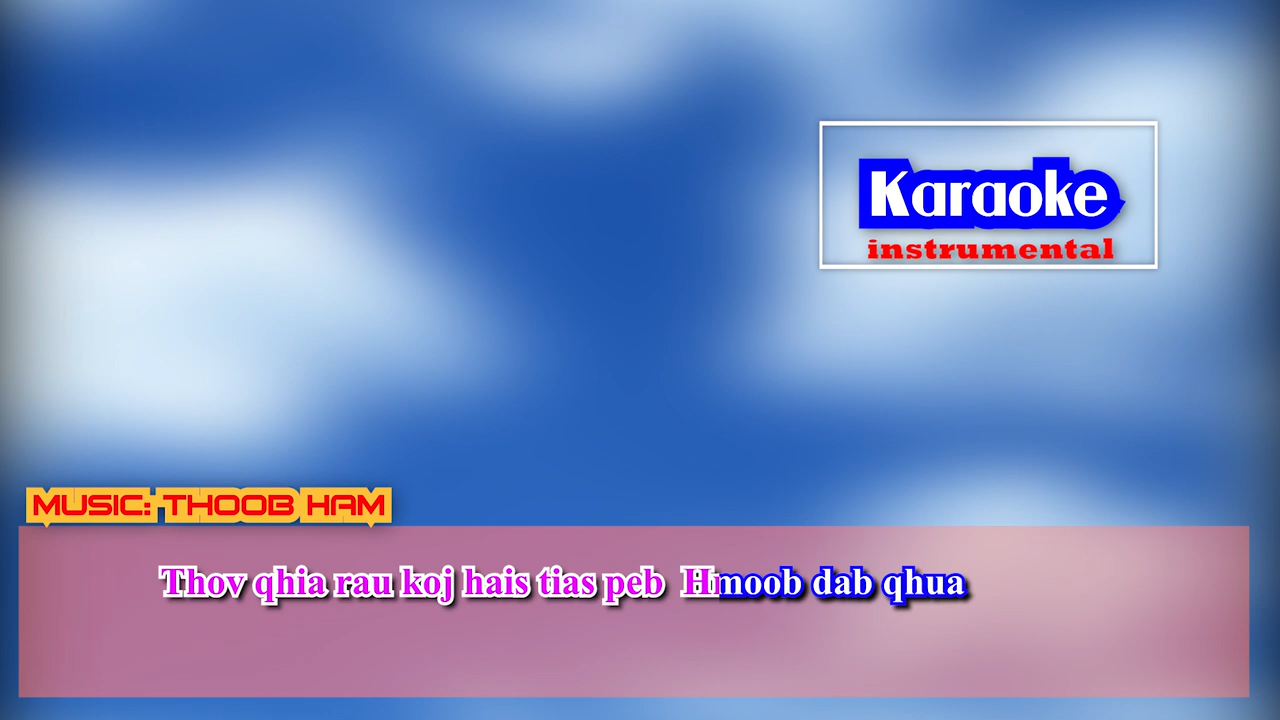 Karaoke
instrumental
MUSIC: THOOB HAM
Thov qhia rau koj hais tias peb Hmoob dab qhua